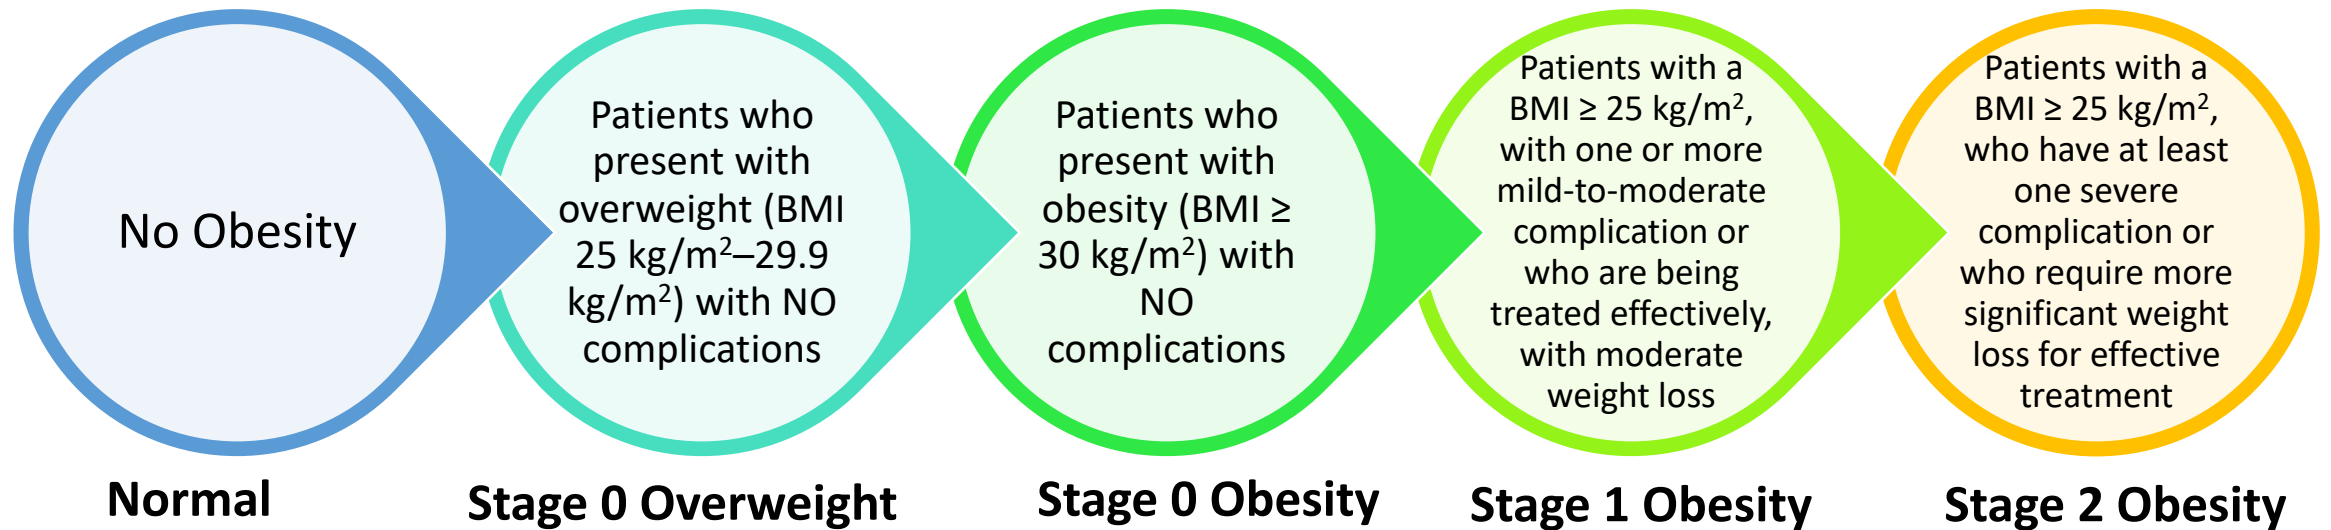 No Obesity
Normal
Patients who
present with
overweight (BMI
25 kg/m²–29.9
kg/m²) with NO
complications
Stage 0 Overweight
Patients who
present with
obesity (BMI ≥
30 kg/m²) with
NO
complications
Stage 0 Obesity
Patients with a
BMI ≥ 25 kg/m²,
with one or more
mild-to-moderate
complication or
who are being
treated effectively,
with moderate
weight loss
Stage 1 Obesity
Patients with a
BMI ≥ 25 kg/m²,
who have at least
one severe
complication or
who require more
significant weight
loss for effective
treatment
Stage 2 Obesity